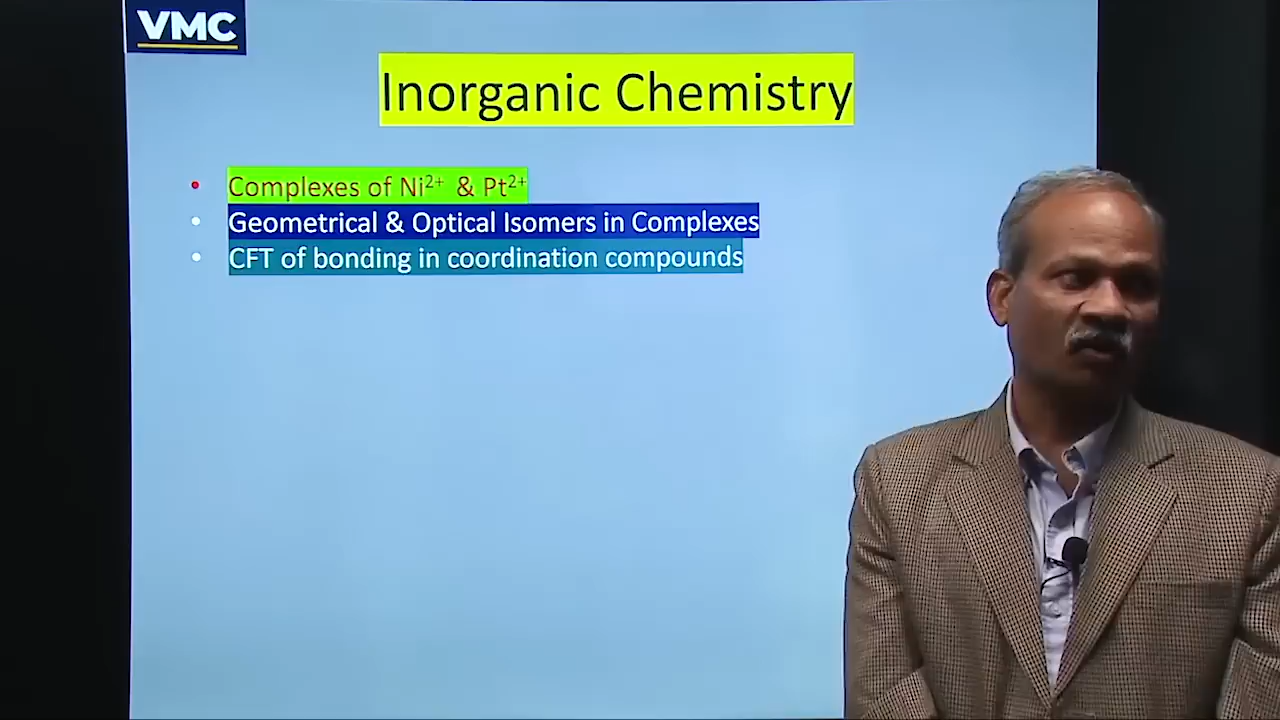 VMC
Inorganic Chemistry
• Complexes of Ni²⁺ & Pt²⁺
• Geometrical & Optical Isomers in Complexes
• CFT of bonding in coordination compounds